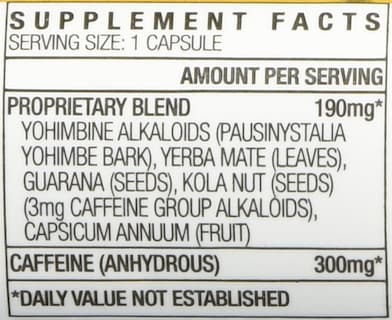 SUPPLEMENT FACTS
SERVING SIZE: 1 CAPSULE
AMOUNT PER SERVING
PROPRIETARY BLEND 190mg*
YOHIMBINE ALKALOIDS (PAUSINYSTALIA
YOHIMBE BARK), YERBA MATE (LEAVES),
GUARANA (SEEDS), KOLA NUT (SEEDS)
(3mg CAFFEINE GROUP ALKALOIDS),
CAPSICUM ANNUUM (FRUIT)
CAFFEINE (ANHYDROUS) 300mg*
*DAILY VALUE NOT ESTABLISHED